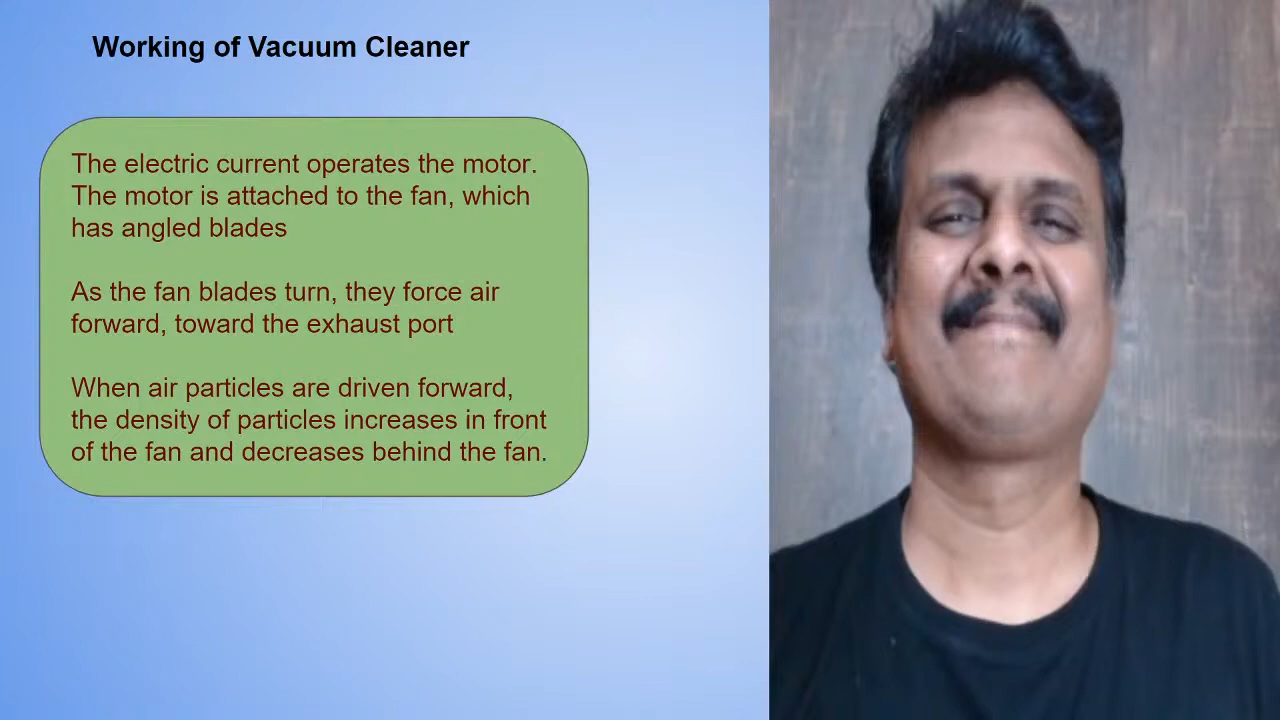 Working of Vacuum Cleaner
The electric current operates the motor.
The motor is attached to the fan, which
has angled blades
As the fan blades turn, they force air
forward, toward the exhaust port
When air particles are driven forward,
the density of particles increases in front
of the fan and decreases behind the fan.